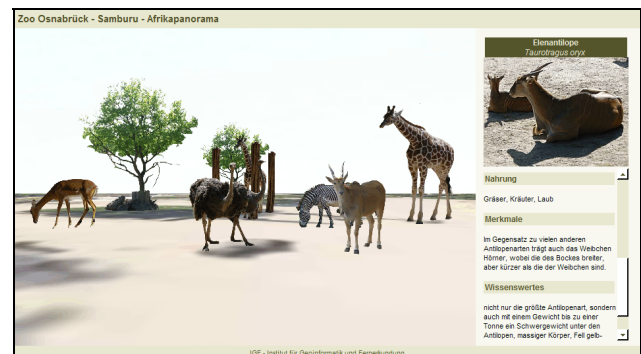 Zoo Osnabrück - Samburu - Afrikapanorama
Elenantilope
Taurotragus oryx
Nahrung
Gräser, Kräuter, Laub
Merkmale
Im Gegensatz zu vielen anderen
Antilopenarten trägt auch das Weibchen
Hörner, wobei die des Bockes breiter,
aber kürzer als die der Weibchen sind.
Wissenswertes
nicht nur die größte Antilopenart, sondern
auch mit einem Gewicht bis zu einer
Tonne ein Schwergewicht unter den
Antilopen, massiger Körper, Fell gelb-
IGF - Institut für Geoinformatik und Fernerkundung